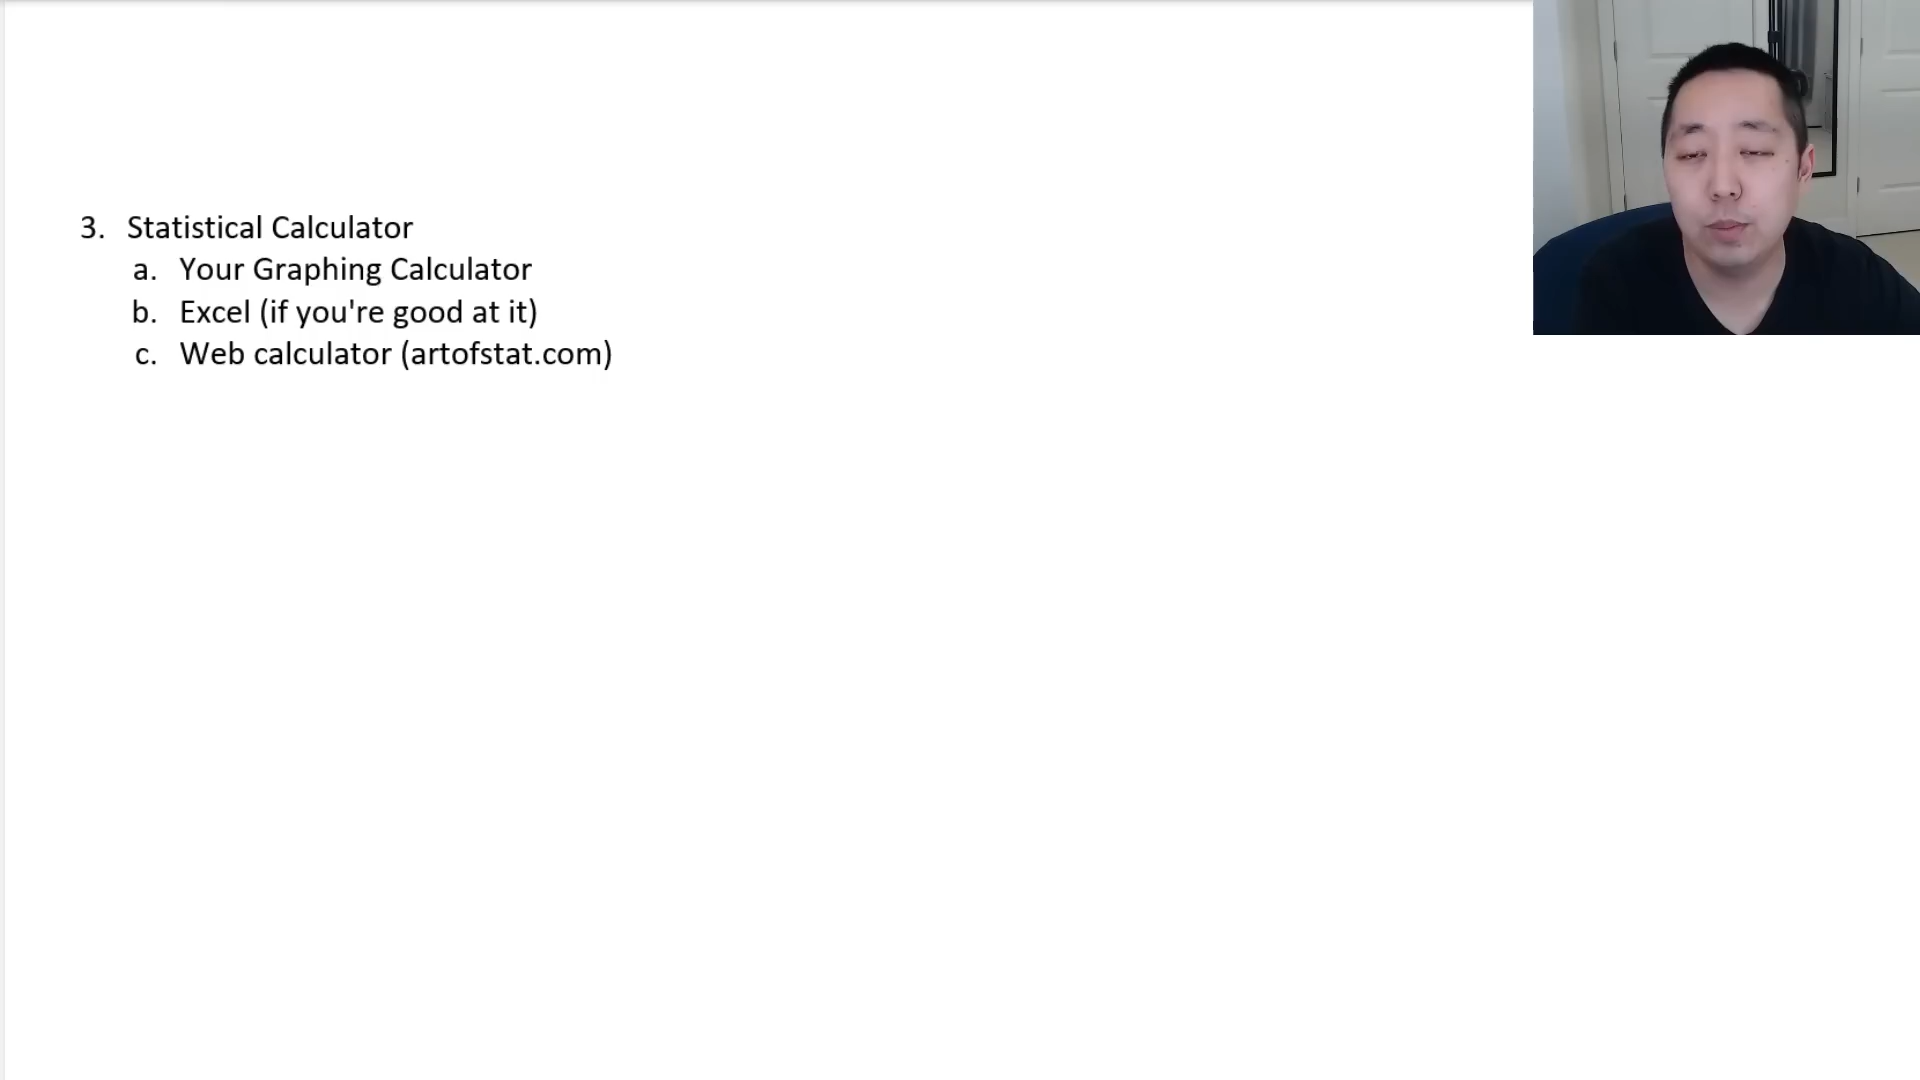 3. Statistical Calculator
a. Your Graphing Calculator
b. Excel (if you're good at it)
c. Web calculator (artofstat.com)